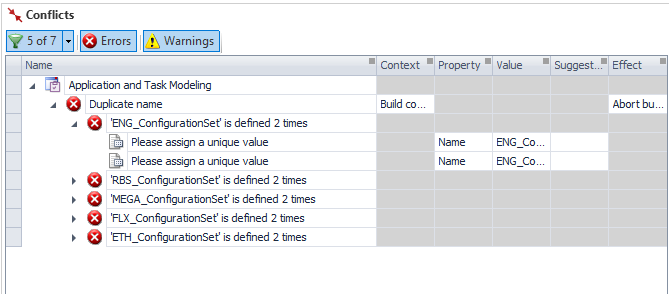 Conflicts
5 of 7 Errors Warnings
Name Context Property Value Suggest... Effect
Application and Task Modeling
Duplicate name Build co... Abort bu...
'ENG_ConfigurationSet' is defined 2 times
Please assign a unique value Name ENG_Co...
Please assign a unique value Name ENG_Co...
'RBS_ConfigurationSet' is defined 2 times
'MEGA_ConfigurationSet' is defined 2 times
'FLX_ConfigurationSet' is defined 2 times
'ETH_ConfigurationSet' is defined 2 times